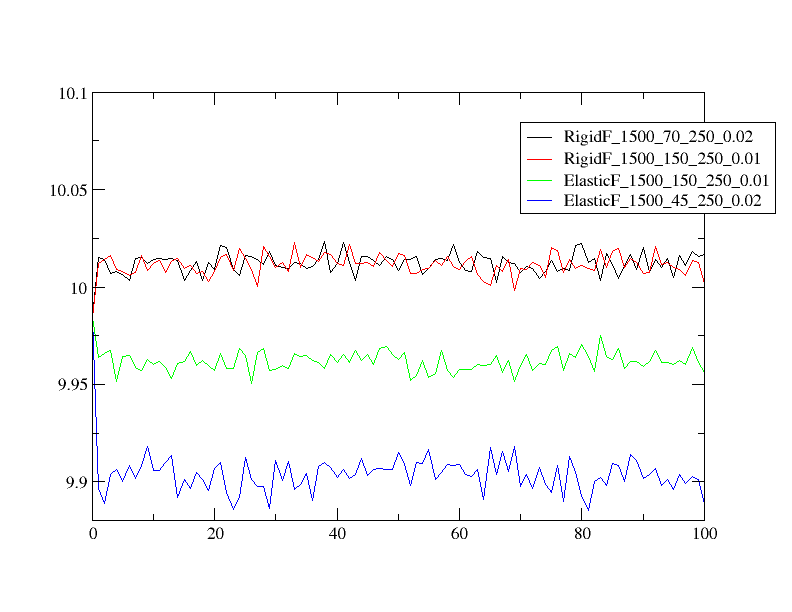 10.1
10.05
10
9.95
9.9
0 20 40 60 80 100
RigidF_1500_70_250_0.02
RigidF_1500_150_250_0.01
ElasticF_1500_150_250_0.01
ElasticF_1500_45_250_0.02